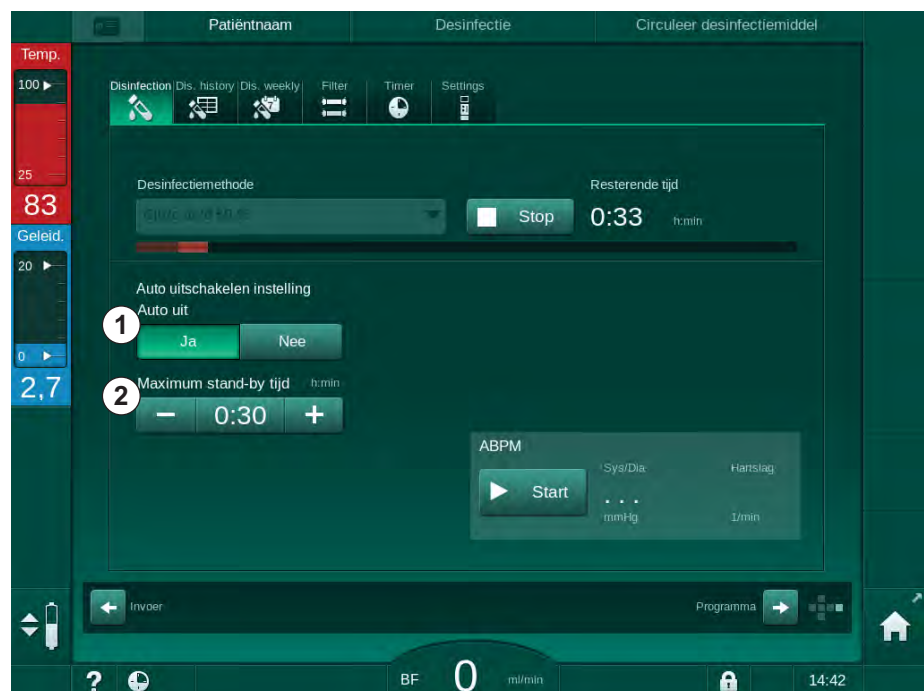 Patiëntnaam Desinfectie Circuleer desinfectiemiddel
Temp.
100
25
83
Geleid.
20
0
2,7
Disinfection Dis. history Dis. weekly Filter Timer Settings
7
Desinfectiemethode
Resterende tijd
Stop
0:33 h:min
Auto uitschakelen instelling
Auto uit
1
Ja Nee
2
Maximum stand-by tijd h:min
− 0:30 +
ABPM
Sys/Dia Hartslag
Start
. . .
mmHg 1/min
Invoer Programma
? BF 0 ml/min 14:42